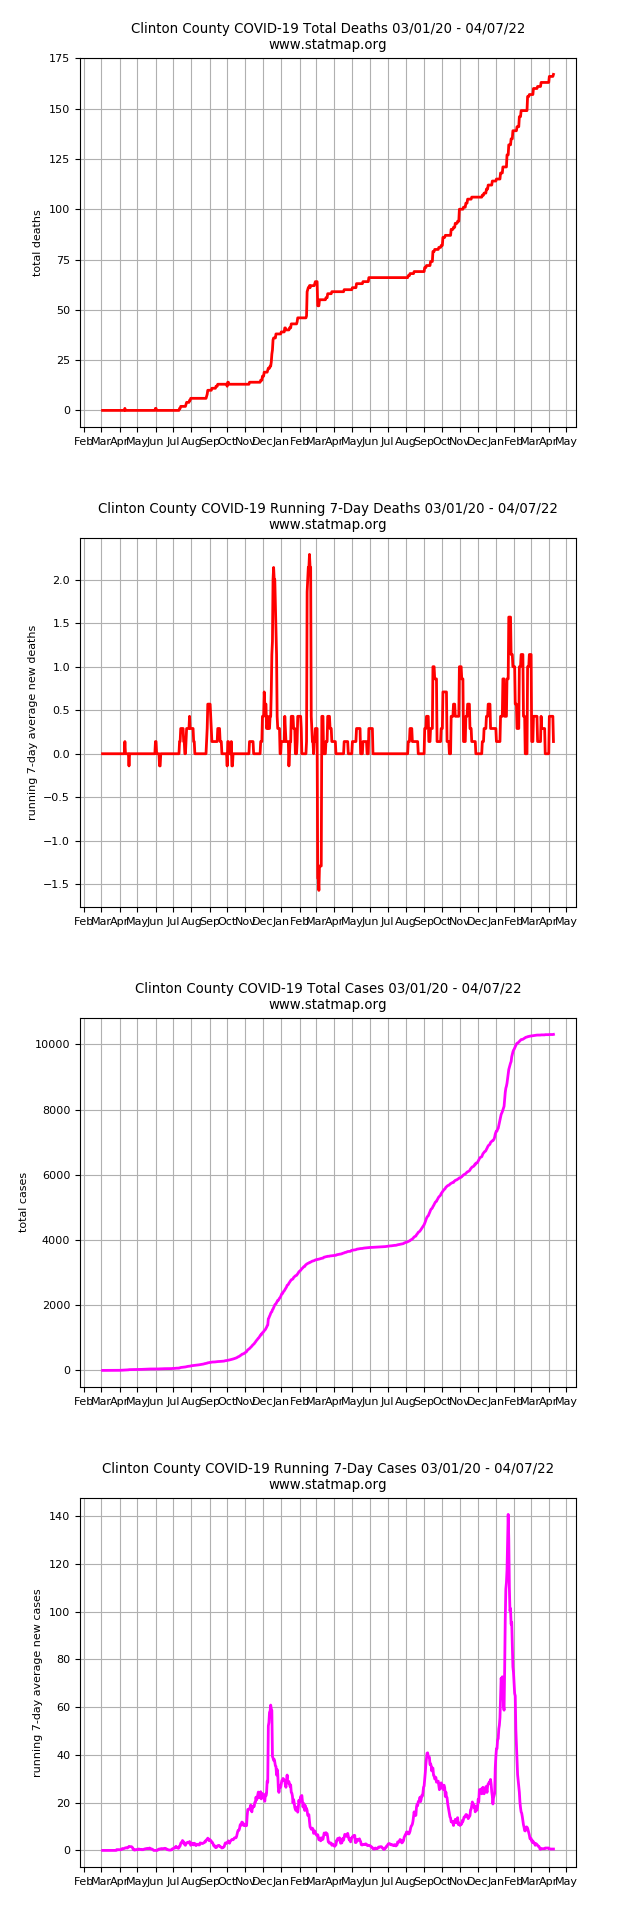 Clinton County COVID-19 Total Deaths 03/01/20 - 04/07/22
www.statmap.org
175
150
125
100
75
50
25
0
total deaths
Feb Mar Apr May Jun Jul Aug Sep Oct Nov Dec Jan Feb Mar Apr May Jun Jul Aug Sep Oct Nov Dec Jan Feb Mar Apr May
Clinton County COVID-19 Running 7-Day Deaths 03/01/20 - 04/07/22
www.statmap.org
2.0
1.5
1.0
0.5
0.0
−0.5
−1.0
−1.5
running 7-day average new deaths
Feb Mar Apr May Jun Jul Aug Sep Oct Nov Dec Jan Feb Mar Apr May Jun Jul Aug Sep Oct Nov Dec Jan Feb Mar Apr May
Clinton County COVID-19 Total Cases 03/01/20 - 04/07/22
www.statmap.org
10000
8000
6000
4000
2000
0
total cases
Feb Mar Apr May Jun Jul Aug Sep Oct Nov Dec Jan Feb Mar Apr May Jun Jul Aug Sep Oct Nov Dec Jan Feb Mar Apr May
Clinton County COVID-19 Running 7-Day Cases 03/01/20 - 04/07/22
www.statmap.org
140
120
100
80
60
40
20
0
running 7-day average new cases
Feb Mar Apr May Jun Jul Aug Sep Oct Nov Dec Jan Feb Mar Apr May Jun Jul Aug Sep Oct Nov Dec Jan Feb Mar Apr May